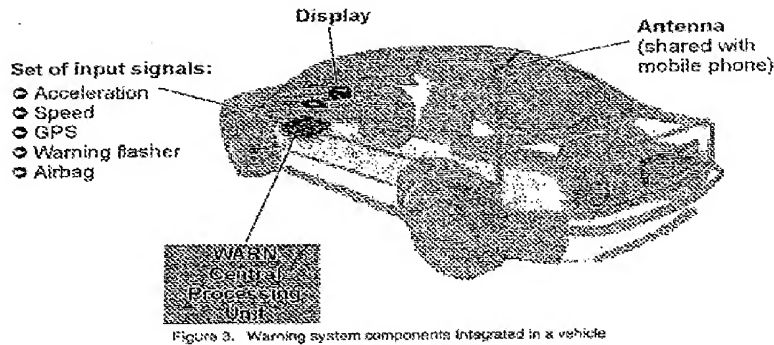 Display
Antenna
(shared with
mobile phone)
Set of input signals:
Acceleration
Speed
GPS
Warning flasher
Airbag
WARN
Central
Processing
Unit
Figure 3. Warning system components integrated in a vehicle